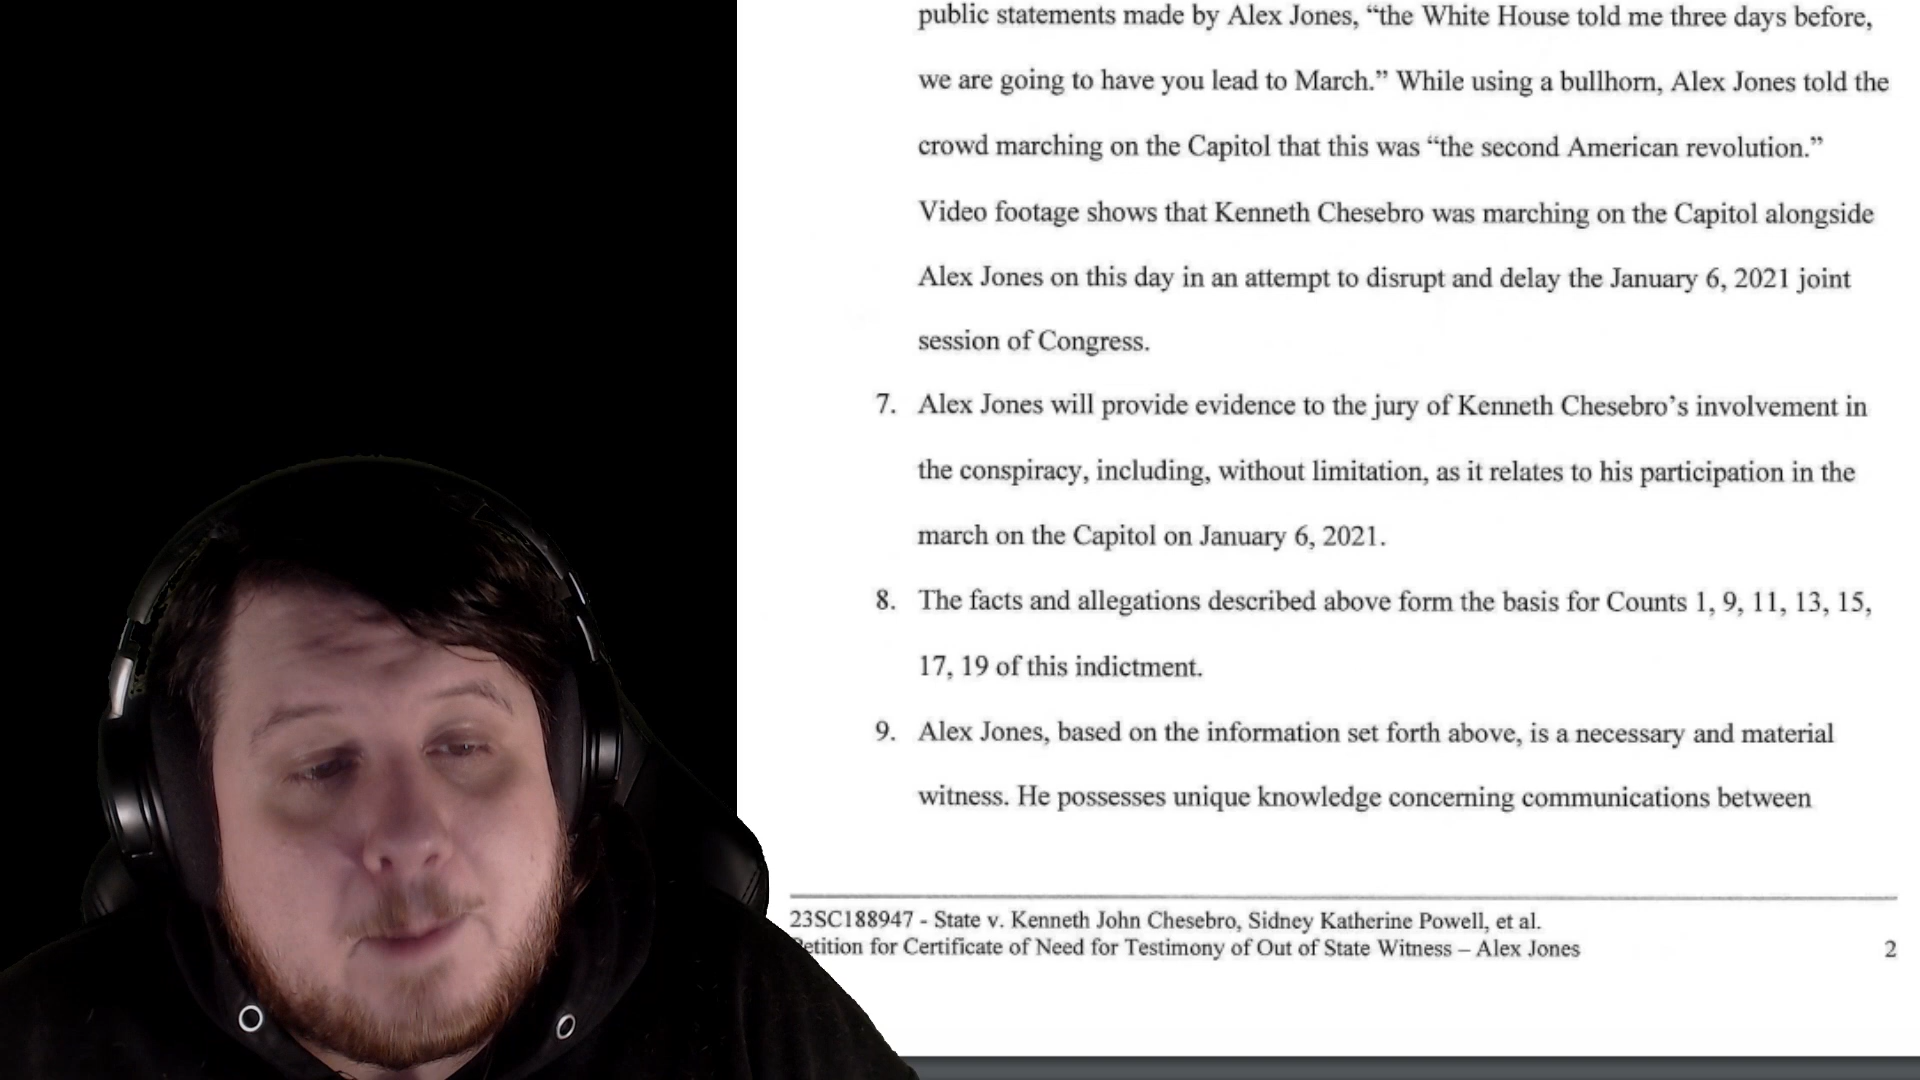 public statements made by Alex Jones, “the White House told me three days before,
we are going to have you lead to March.” While using a bullhorn, Alex Jones told the
crowd marching on the Capitol that this was “the second American revolution.”
Video footage shows that Kenneth Chesebro was marching on the Capitol alongside
Alex Jones on this day in an attempt to disrupt and delay the January 6, 2021 joint
session of Congress.
7. Alex Jones will provide evidence to the jury of Kenneth Chesebro’s involvement in
the conspiracy, including, without limitation, as it relates to his participation in the
march on the Capitol on January 6, 2021.
8. The facts and allegations described above form the basis for Counts 1, 9, 11, 13, 15,
17, 19 of this indictment.
9. Alex Jones, based on the information set forth above, is a necessary and material
witness. He possesses unique knowledge concerning communications between
23SC188947 - State v. Kenneth John Chesebro, Sidney Katherine Powell, et al.
Petition for Certificate of Need for Testimony of Out of State Witness – Alex Jones 2